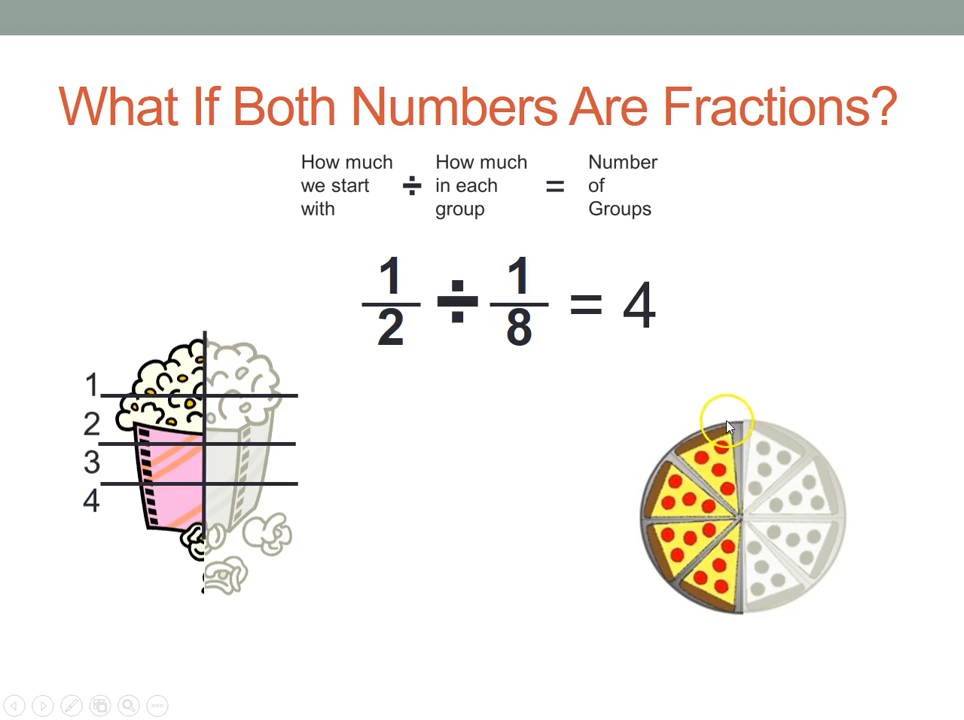 What If Both Numbers Are Fractions?
How much we start with ÷ How much in each group = Number of Groups
1/2 ÷ 1/8 = 4
1
2
3
4